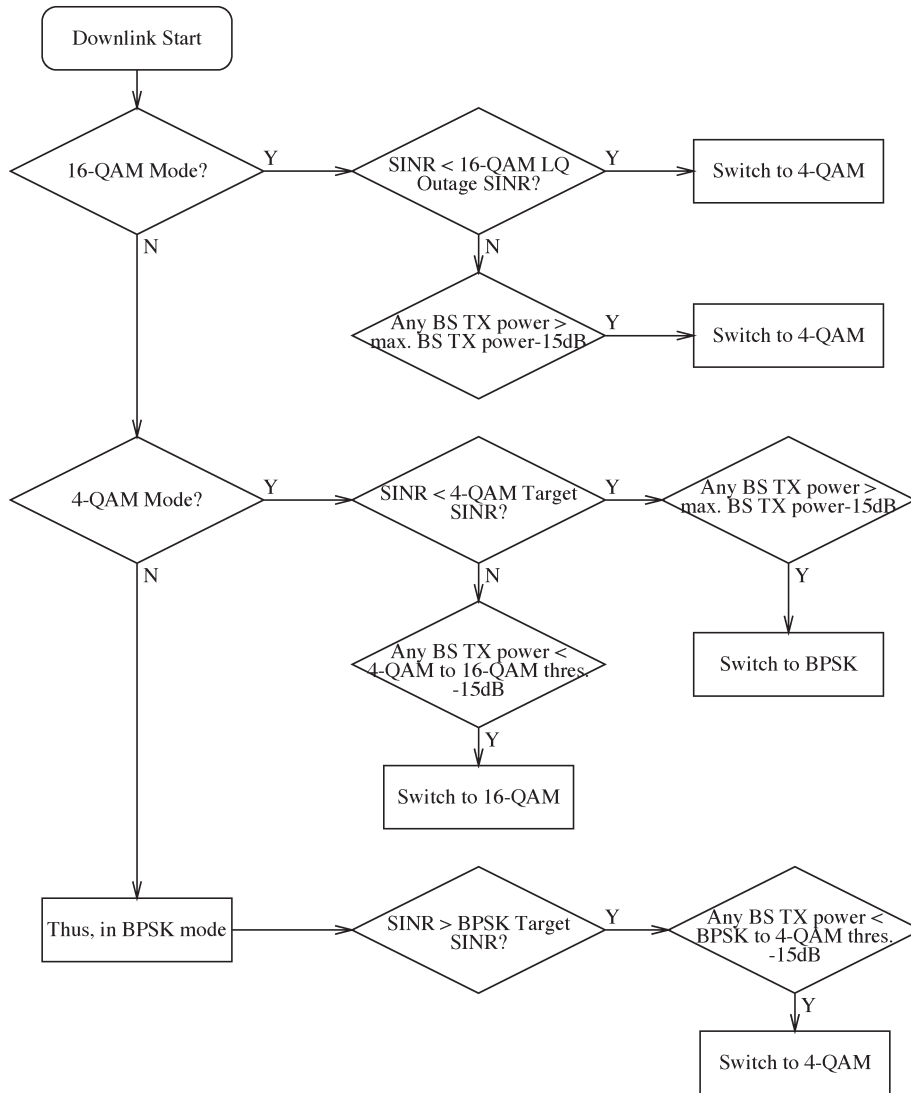 Downlink Start
16-QAM Mode?
Y
SINR < 16-QAM LQ
Outage SINR?
Y
Switch to 4-QAM
N
N
Any BS TX power >
max. BS TX power-15dB
Y
Switch to 4-QAM
4-QAM Mode?
Y
SINR < 4-QAM Target
SINR?
Y
Any BS TX power >
max. BS TX power-15dB
N
N
Y
Any BS TX power <
4-QAM to 16-QAM thres.
-15dB
Switch to BPSK
Y
Switch to 16-QAM
Thus, in BPSK mode
SINR > BPSK Target
SINR?
Y
Any BS TX power <
BPSK to 4-QAM thres.
-15dB
Y
Switch to 4-QAM